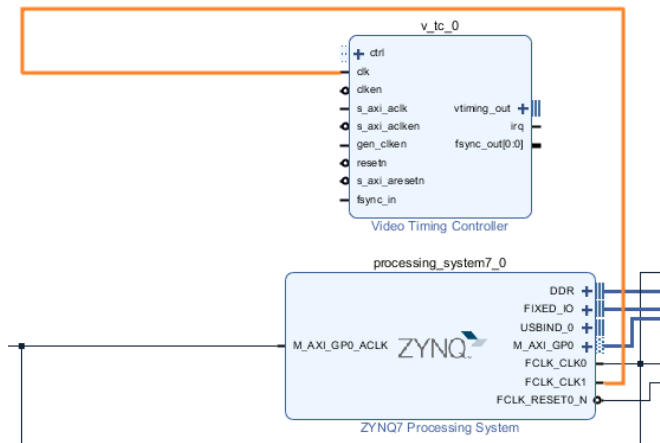 v_tc_0
ctrl
clk
clken
s_axi_aclk
vtiming_out
s_axi_aclken
irq
gen_clken
fsync_out[0:0]
resetn
s_axi_aresetn
fsync_in
Video Timing Controller
processing_system7_0
DDR
FIXED_IO
USBIND_0
M_AXI_GP0_ACLK
ZYNQ
M_AXI_GP0
FCLK_CLK0
FCLK_CLK1
FCLK_RESET0_N
ZYNQ7 Processing System